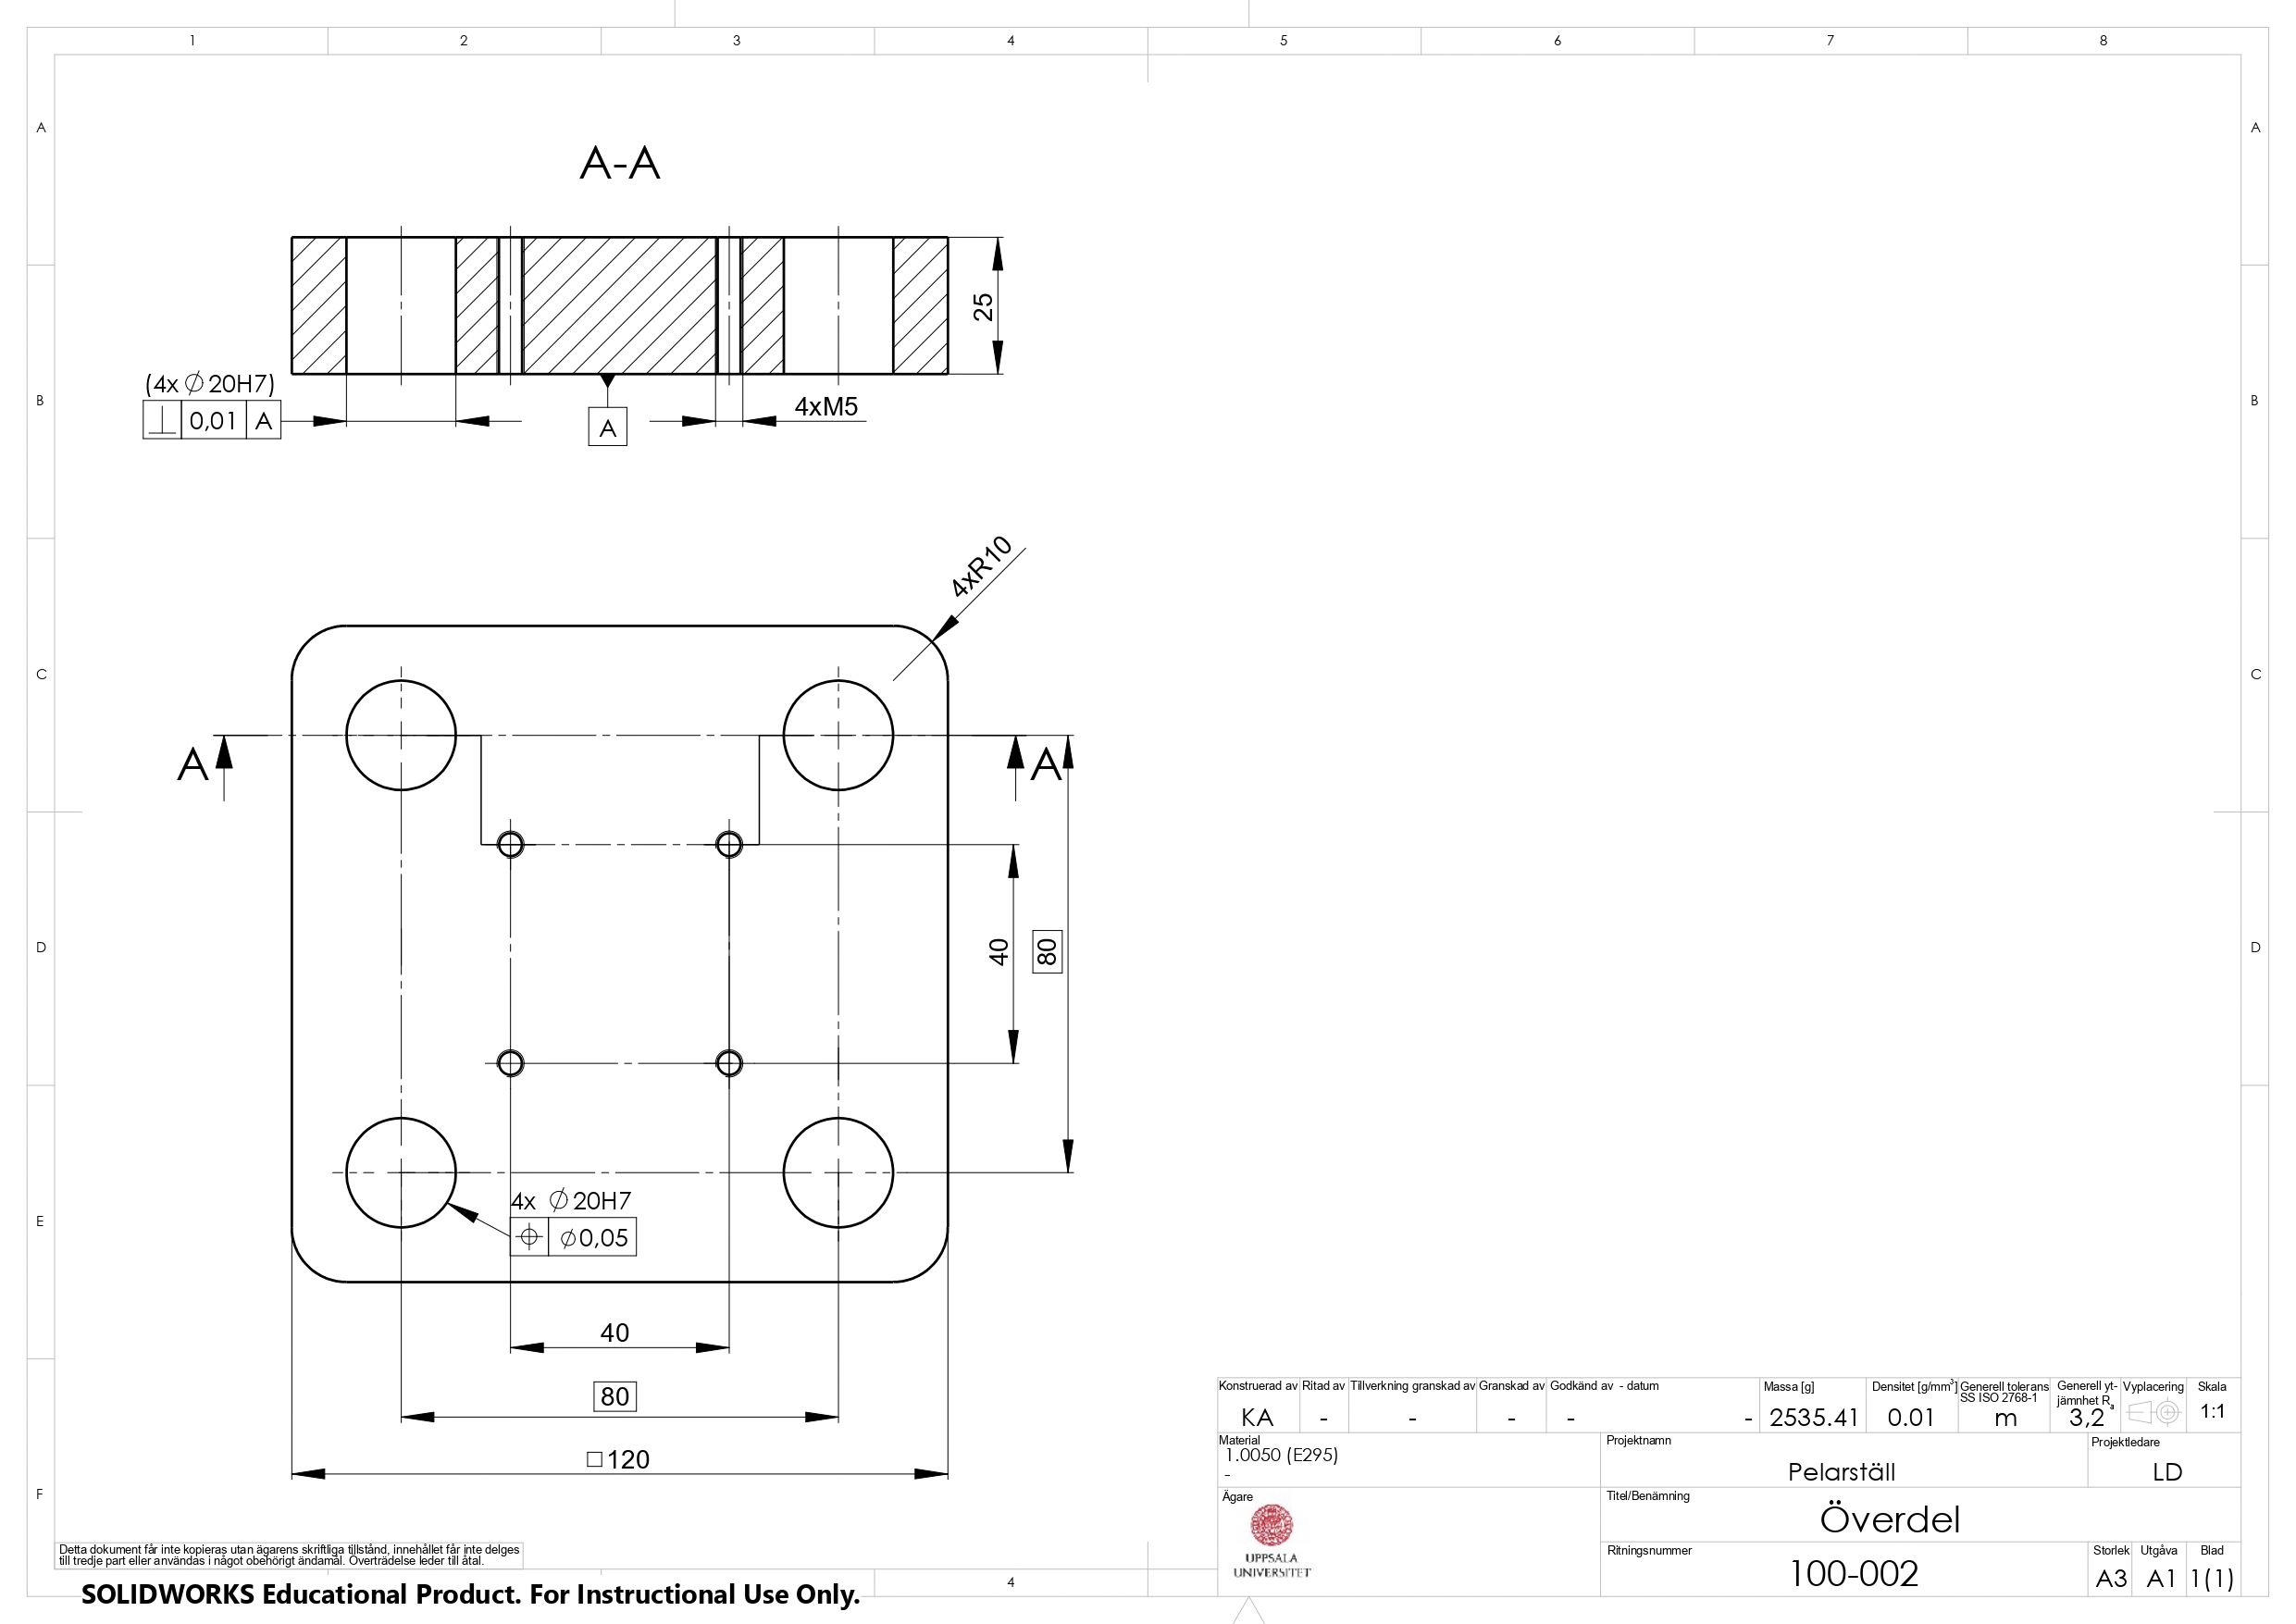 1 2 3 4 5 6 7 8
A A
B B
C C
D D
E E
F
A-A
25
(4x ⌀20H7)
⊥ 0,01 A
A
4xM5
4xR10
A A
40
80
4x ⌀20H7
⌖ ⌀0,05
40
80
□120
Konstruerad av Ritad av Tillverkning granskad av Granskad av Godkänd av - datum Massa [g] Densitet [g/mm³] Generell tolerans SS ISO 2768-1 Generell yt-jämnhet Ra Vyplacering Skala
KA - - - - - 2535.41 0.01 m 3,2 1:1
Material
1.0050 (E295)
-
Projektnamn
Pelarställ
Projektledare
LD
Ägare
UPPSALA
UNIVERSITET
Titel/Benämning
Överdel
Ritningsnummer
100-002
Storlek Utgåva Blad
A3 A1 1(1)
Detta dokument får inte kopieras utan ägarens skriftliga tillstånd, innehållet får inte delges
till tredje part eller användas i något obehörigt ändamål. Överträdelse leder till åtal.
4
SOLIDWORKS Educational Product. For Instructional Use Only.